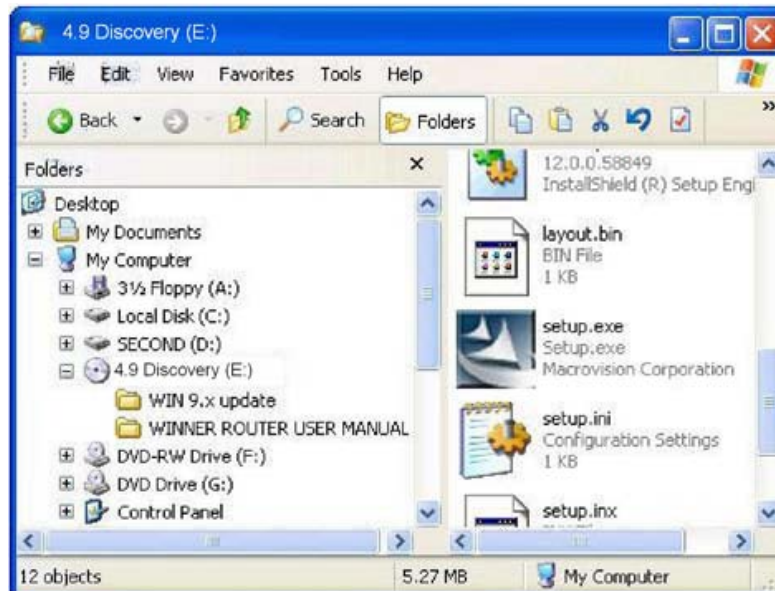 4.9 Discovery (E:)
File Edit View Favorites Tools Help
Back Search Folders »
Folders
Desktop
My Documents
My Computer
3½ Floppy (A:)
Local Disk (C:)
SECOND (D:)
4.9 Discovery (E:)
WIN 9.x update
WINNER ROUTER USER MANUAL
DVD-RW Drive (F:)
DVD Drive (G:)
Control Panel
12.0.0.58849
InstallShield (R) Setup Engi
layout.bin
BIN File
1 KB
setup.exe
Setup.exe
Macrovision Corporation
setup.ini
Configuration Settings
1 KB
setup.inx
12 objects 5.27 MB My Computer